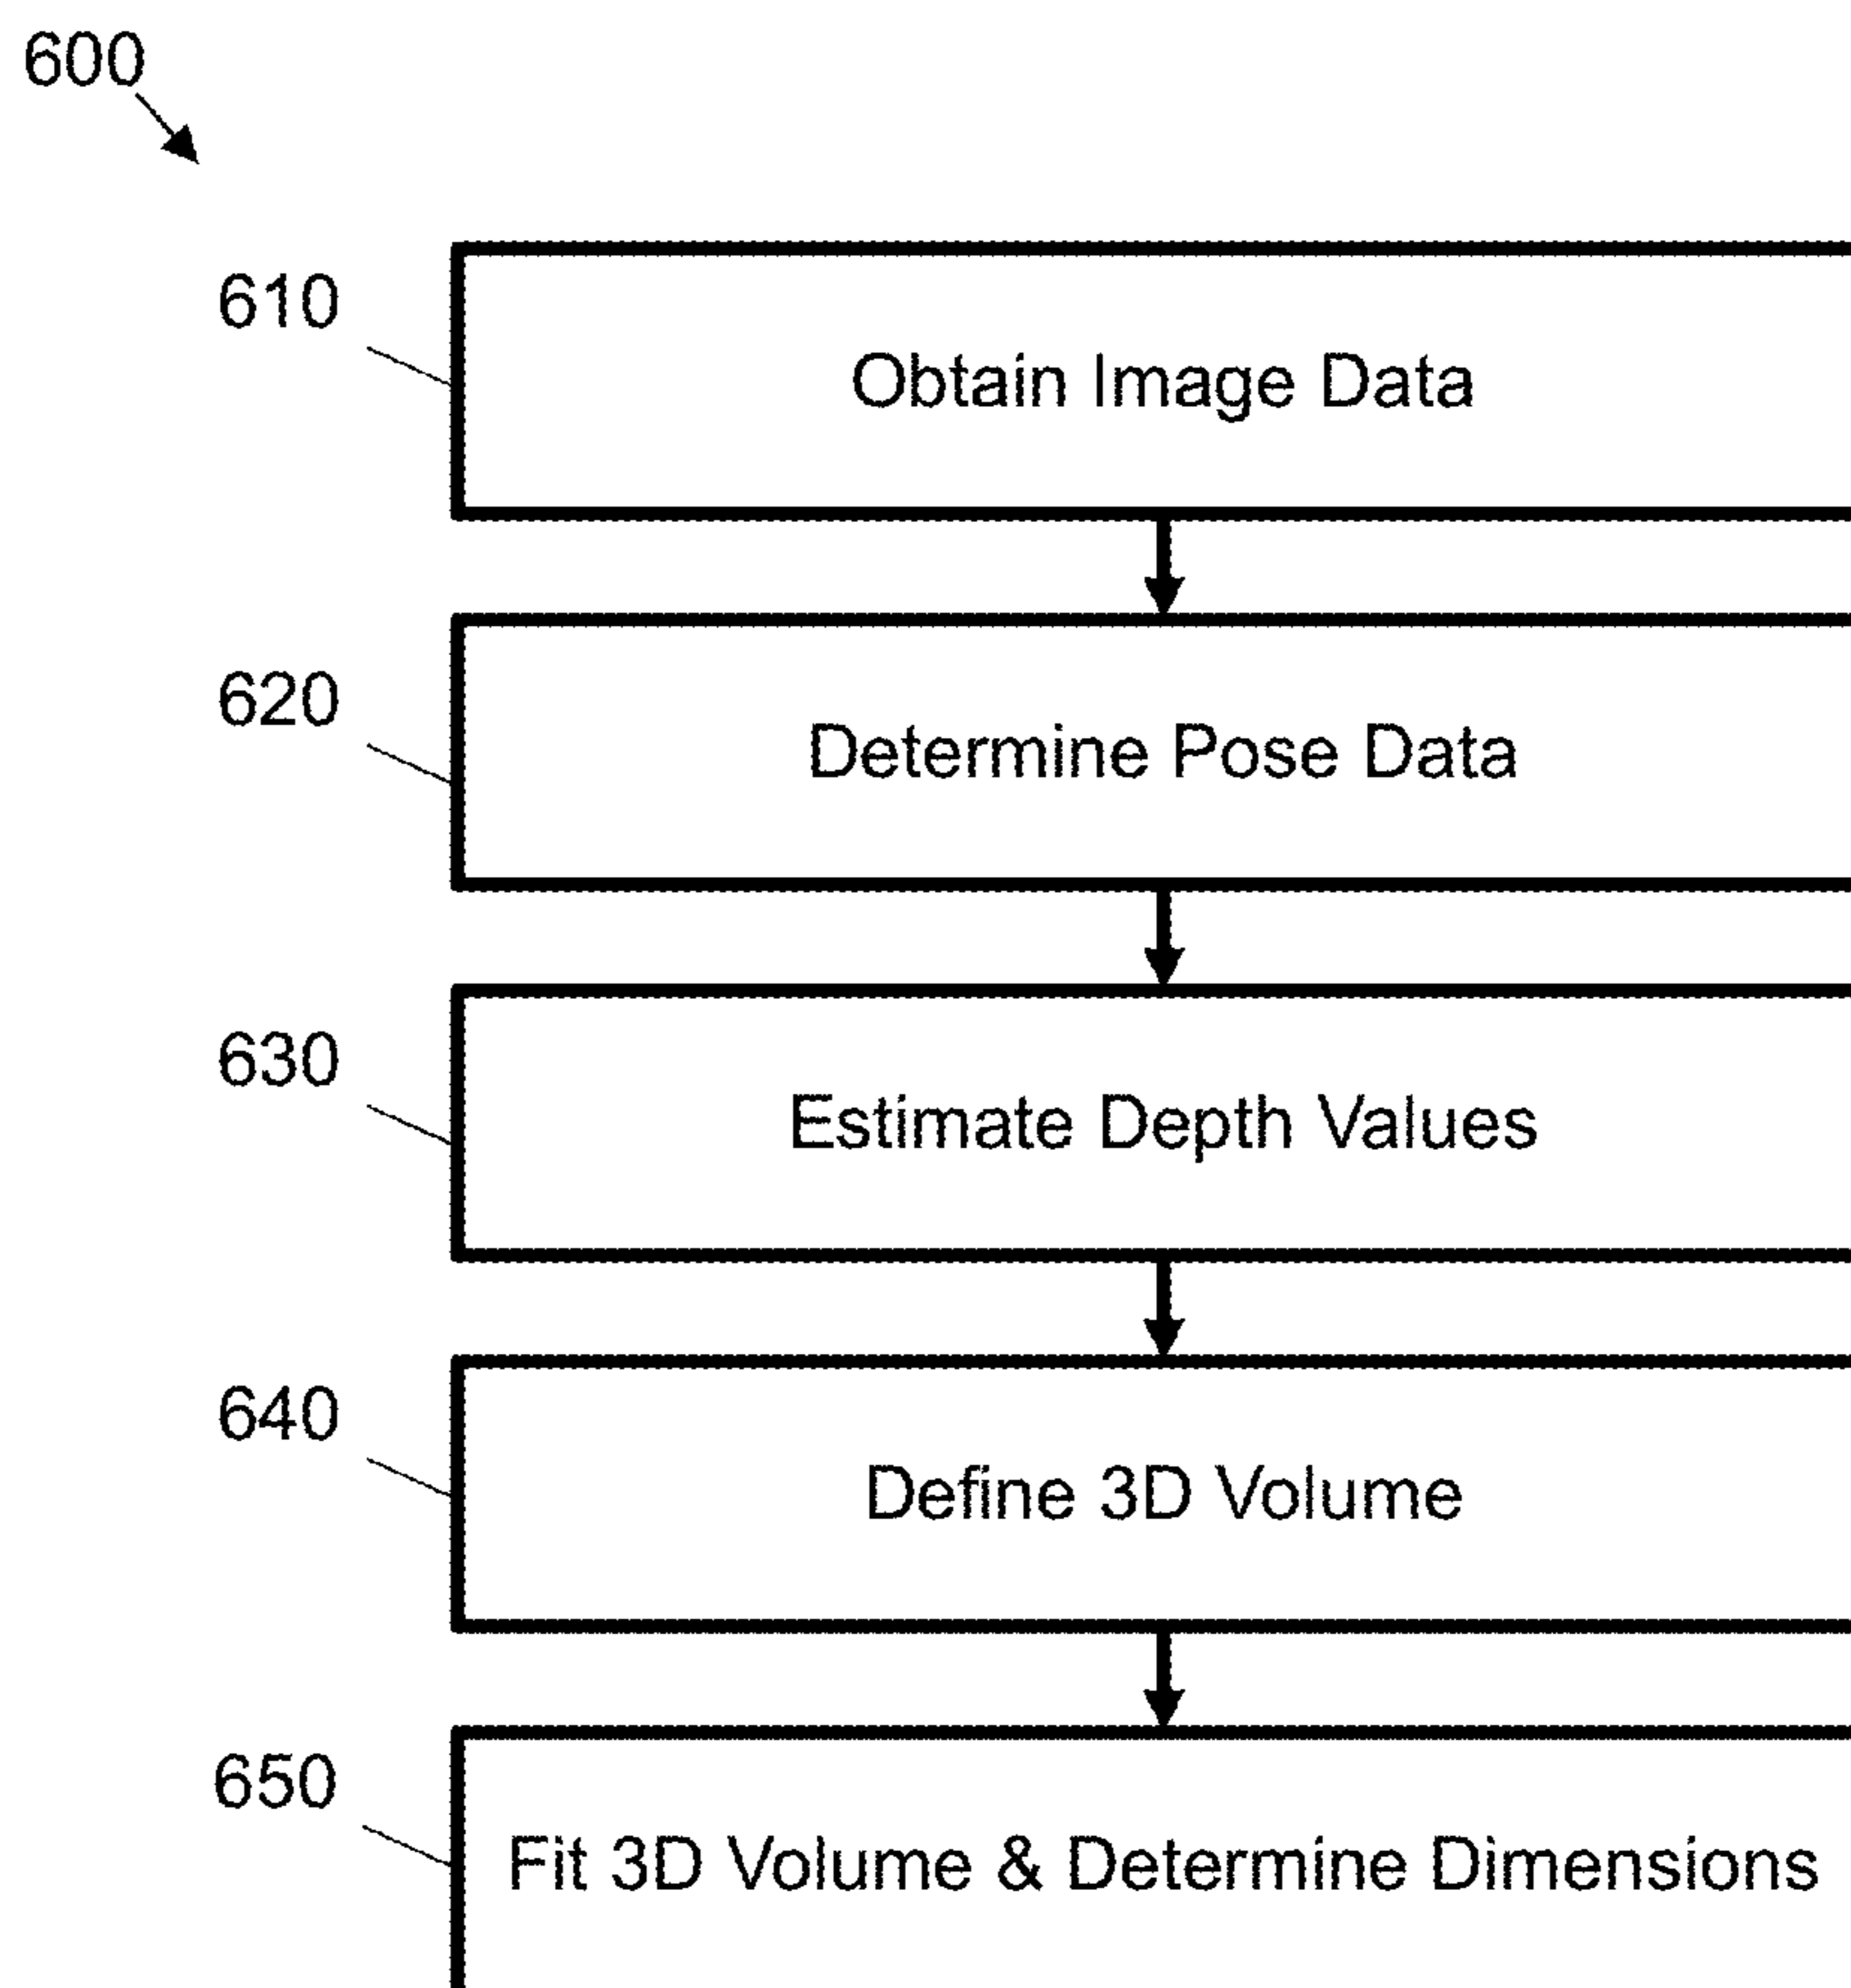 600
610
Obtain Image Data
620
Determine Pose Data
630
Estimate Depth Values
640
Define 3D Volume
650
Fit 3D Volume & Determine Dimensions